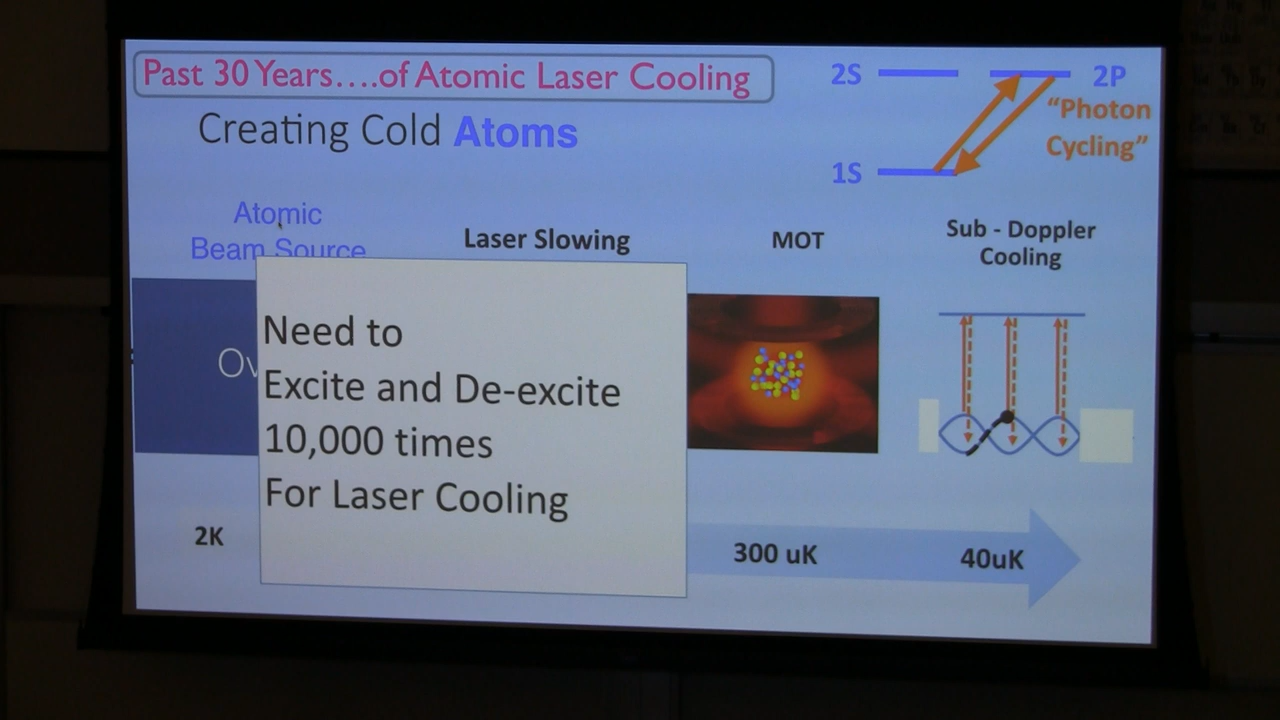 Past 30 Years....of Atomic Laser Cooling
2S
2P
Creating Cold Atoms
"Photon
Cycling"
1S
Atomic
Beam Source
Laser Slowing
MOT
Sub - Doppler
Cooling
Need to
Excite and De-excite
10,000 times
For Laser Cooling
Ov
2K
300 uK
40uK